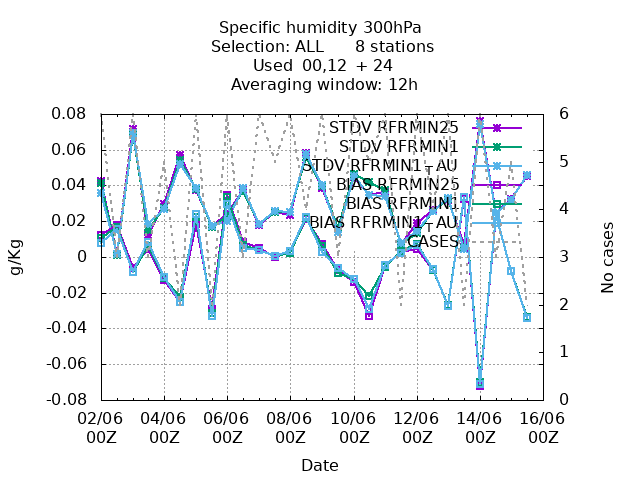 Specific humidity 300hPa
Selection: ALL 8 stations
Used 00,12 + 24
Averaging window: 12h
0.08
0.06
0.04
0.02
0
-0.02
-0.04
-0.06
-0.08
g/Kg
6
5
4
3
2
1
0
No cases
STDV RFRMIN25
STDV RFRMIN1
STDV RFRMIN1_AU
BIAS RFRMIN25
BIAS RFRMIN1
BIAS RFRMIN1_AU
CASES
02/06 04/06 06/06 08/06 10/06 12/06 14/06 16/06
00Z 00Z 00Z 00Z 00Z 00Z 00Z 00Z
Date